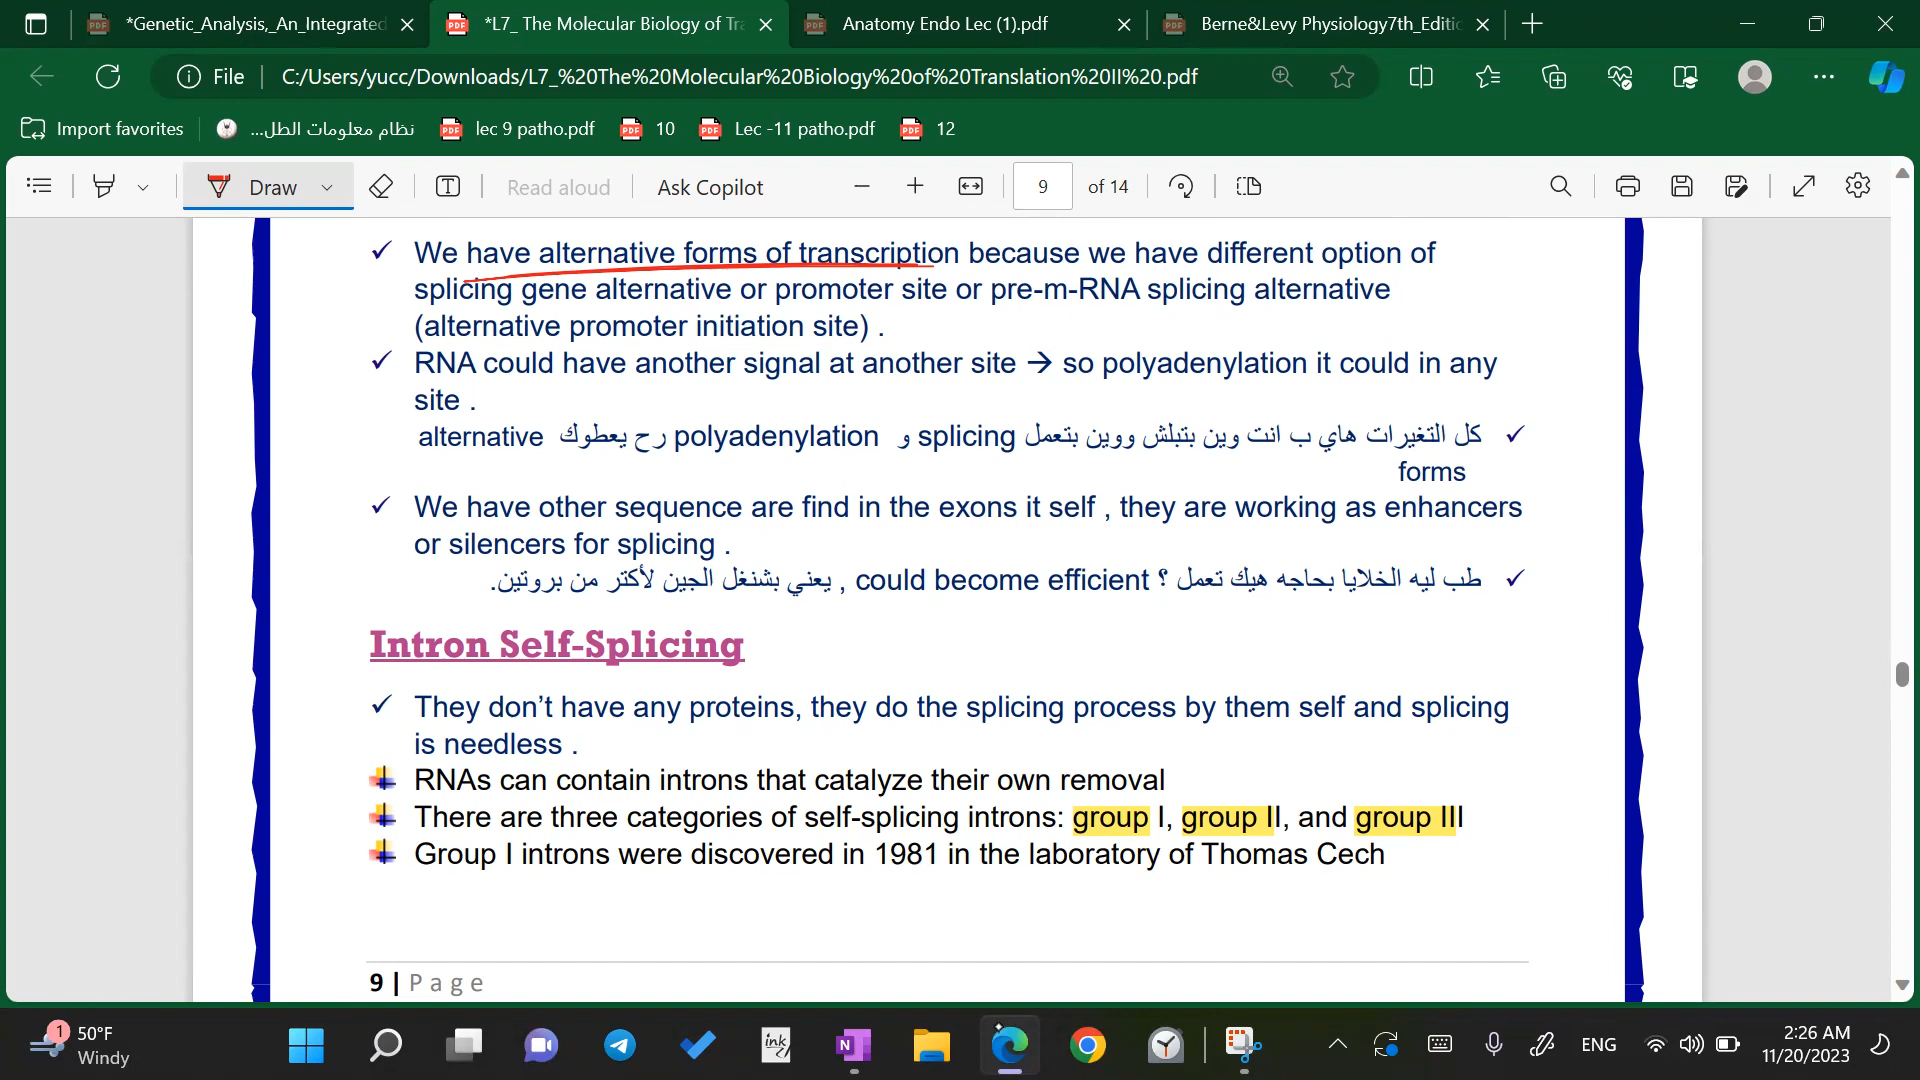 *Genetic_Analysis,_An_Integrated
*L7_ The Molecular Biology of Tra
Anatomy Endo Lec (1).pdf
Berne&Levy Physiology7th_Editio
File
C:/Users/yucc/Downloads/L7_%20The%20Molecular%20Biology%20of%20Translation%20II%20.pdf
Import favorites
نظام معلومات الطل...
lec 9 patho.pdf
10
Lec -11 patho.pdf
12
Draw
Read aloud
Ask Copilot
9
of 14
We have alternative forms of transcription because we have different option of
splicing gene alternative or promoter site or pre-m-RNA splicing alternative
(alternative promoter initiation site) .
RNA could have another signal at another site → so polyadenylation it could in any
site .
كل التغيرات هاي ب انت وين بتبلش ووين بتعمل splicing و polyadenylation رح يعطوك alternative
forms
We have other sequence are find in the exons it self , they are working as enhancers
or silencers for splicing .
طب ليه الخلايا بحاجه هيك تعمل ؟ could become efficient , يعني بشنغل الجين لأكتر من بروتين.
Intron Self-Splicing
They don’t have any proteins, they do the splicing process by them self and splicing
is needless .
RNAs can contain introns that catalyze their own removal
There are three categories of self-splicing introns: group I, group II, and group III
Group I introns were discovered in 1981 in the laboratory of Thomas Cech
9 | Page
1
50°F
Windy
ink
N
ENG
2:26 AM
11/20/2023